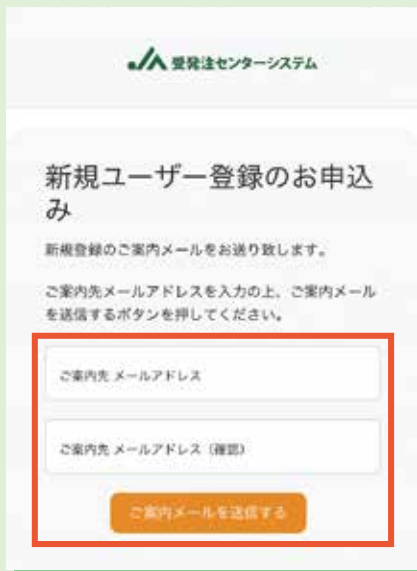 JA 受発注センターシステム
新規ユーザー登録のお申込
み
新規登録のご案内メールをお送り致します。
ご案内先メールアドレスを入力の上、ご案内メール
を送信するボタンを押してください。
ご案内先 メールアドレス
ご案内先 メールアドレス（確認）
ご案内メールを送信する